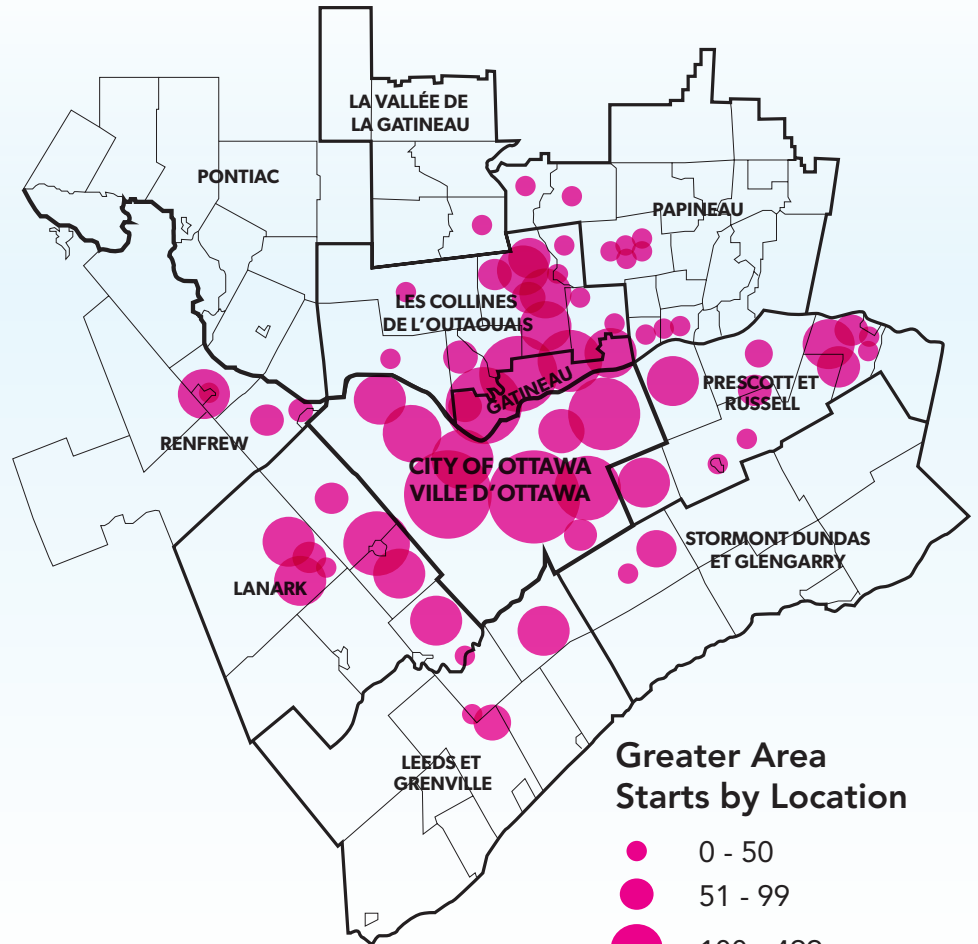 LA VALLÉE DE
LA GATINEAU
PONTIAC
PAPINEAU
LES COLLINES
DE L'OUTAOUAIS
GATINEAU
PRESCOTT ET
RUSSELL
RENFREW
CITY OF OTTAWA
VILLE D'OTTAWA
STORMONT DUNDAS
ET GLENGARRY
LANARK
LEEDS ET
GRENVILLE
Greater Area
Starts by Location
0 - 50
51 - 99